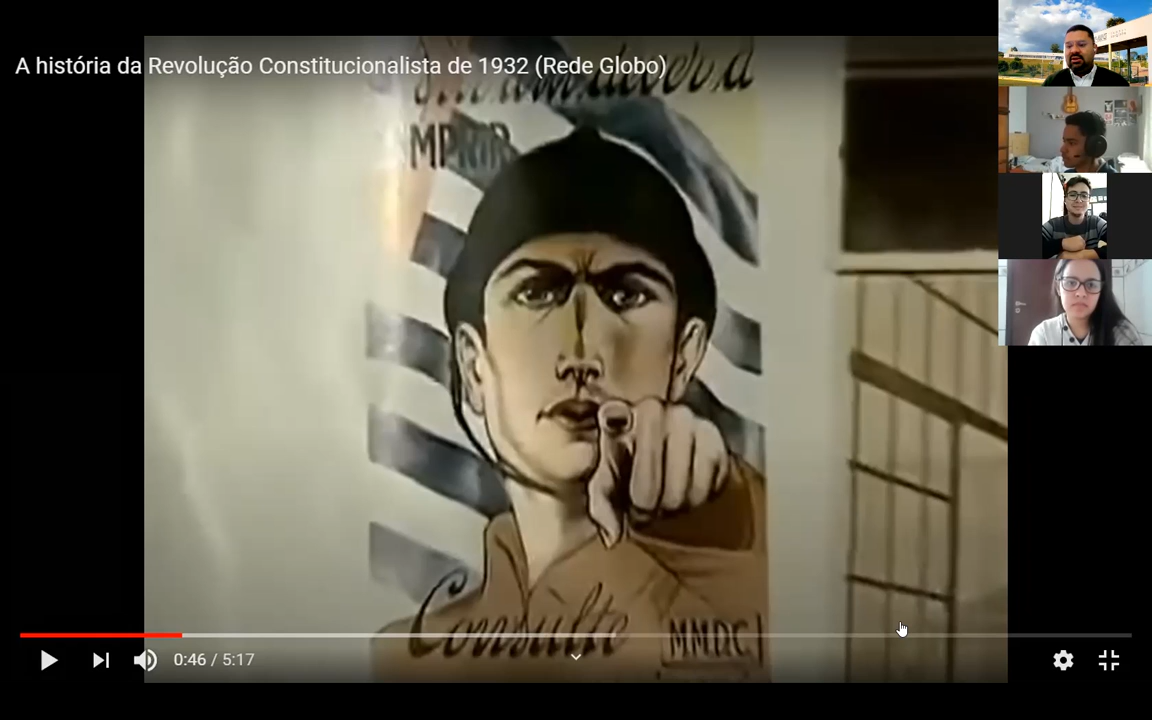 A história da Revolução Constitucionalista de 1932 (Rede Globo)
Consulte
MMDC
0:46 / 5:17